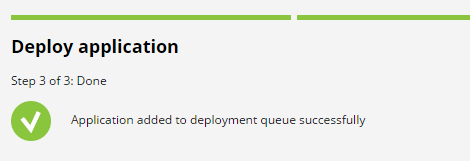 Deploy application
Step 3 of 3: Done
Application added to deployment queue successfully